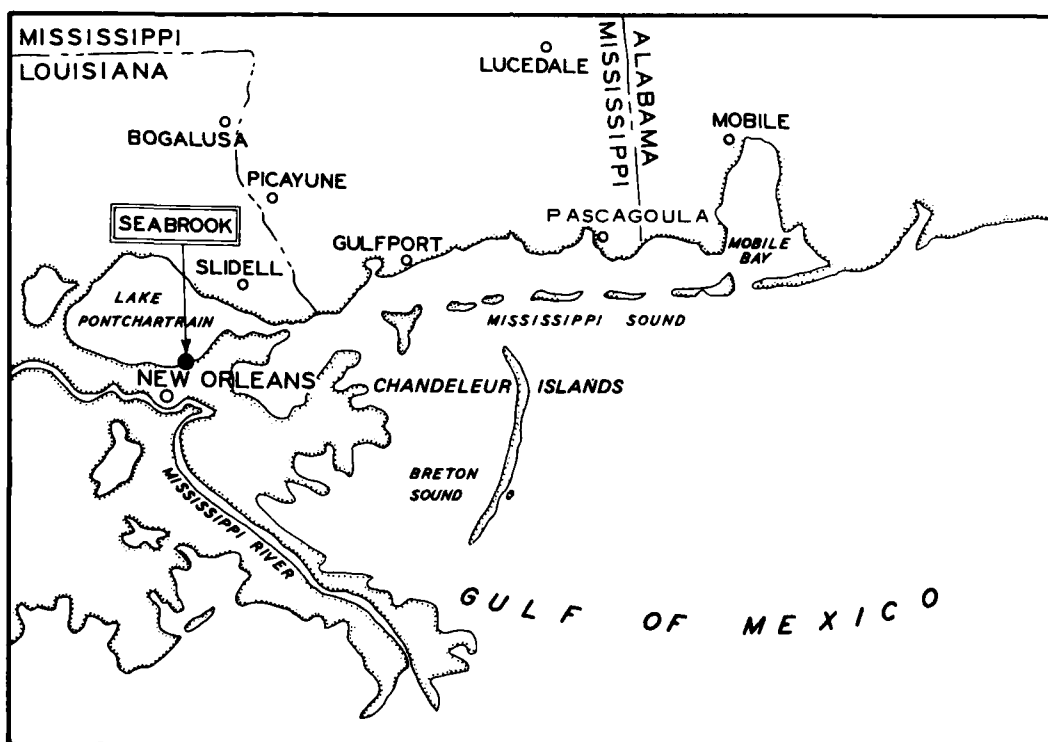 MISSISSIPPI
LOUISIANA
LUCEDALE
MISSISSIPPI
ALABAMA
BOGALUSA
MOBILE
PICAYUNE
SEABROOK
PASCAGOULA
GULFPORT
MOBILE
BAY
SLIDELL
LAKE
PONTCHARTRAIN
MISSISSIPPI SOUND
NEW ORLEANS
CHANDELEUR ISLANDS
BRETON
SOUND
MISSISSIPPI RIVER
GULF OF MEXICO